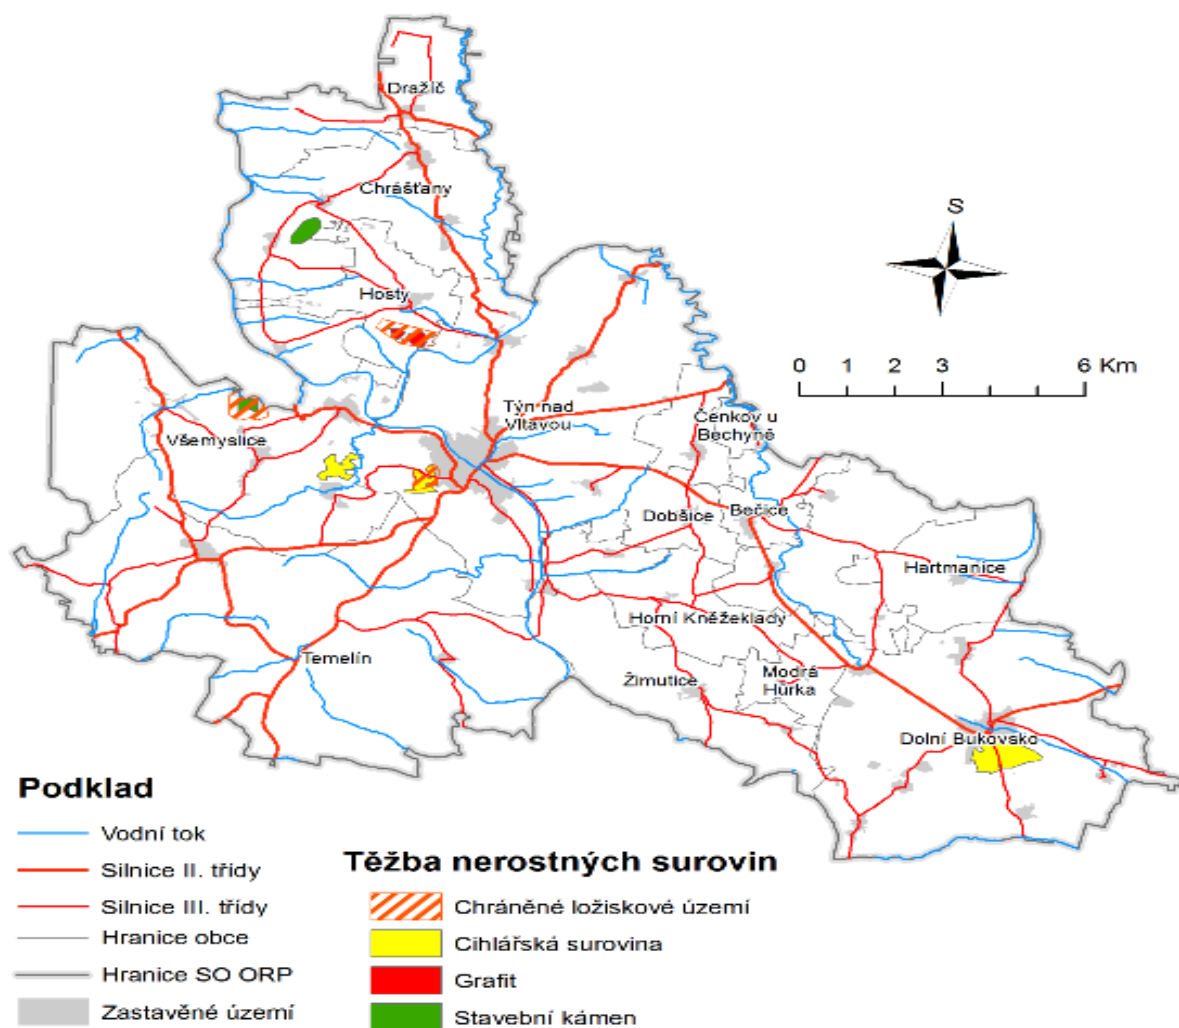 Dražíč
Chrášťany
S
Hosty
0 1 2 3 6 Km
Týn nad
Vltavou
Čenkov u
Bechyně
Všemyslice
Dobšice
Bečice
Hartmanice
Horní Kněžeklady
Temelín
Žimutice
Modrá
Hůrka
Dolní Bukovsko
Podklad
Vodní tok
Silnice II. třídy
Silnice III. třídy
Hranice obce
Hranice SO ORP
Zastavěné území
Těžba nerostných surovin
Chráněné ložiskové území
Cihlářská surovina
Grafit
Stavební kámen